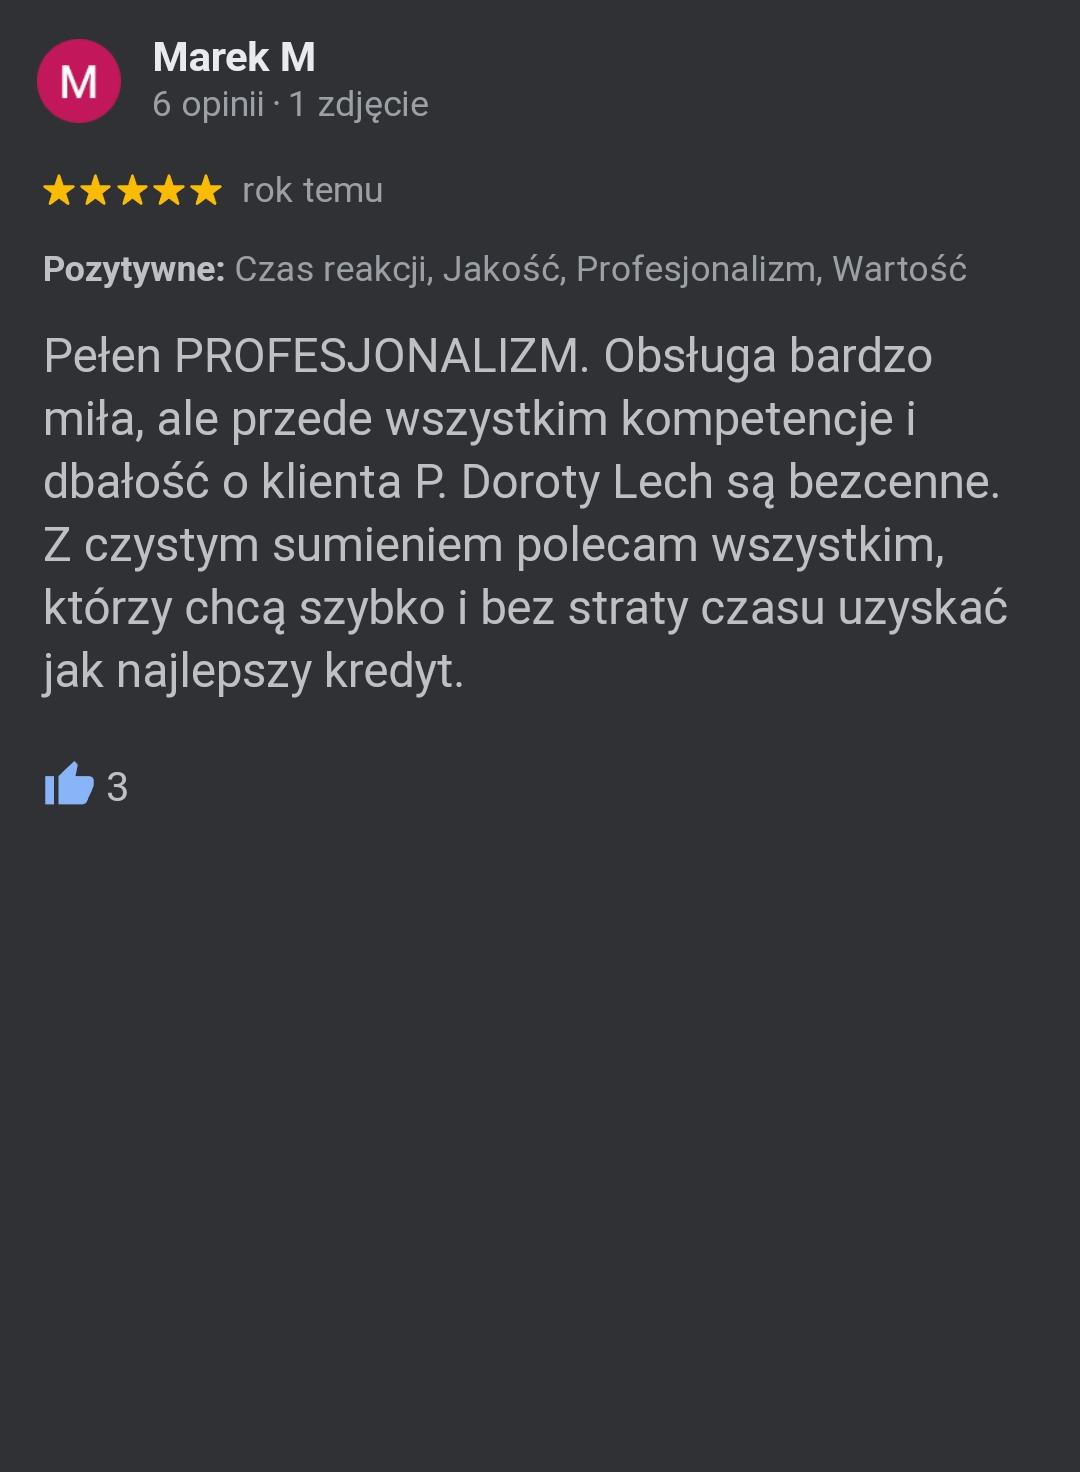 M
Marek M
6 opinii · 1 zdjęcie
★★★★★ rok temu
Pozytywne: Czas reakcji, Jakość, Profesjonalizm, Wartość
Pełen PROFESJONALIZM. Obsługa bardzo
miła, ale przede wszystkim kompetencje i
dbałość o klienta P. Doroty Lech są bezcenne.
Z czystym sumieniem polecam wszystkim,
którzy chcą szybko i bez straty czasu uzyskać
jak najlepszy kredyt.
3